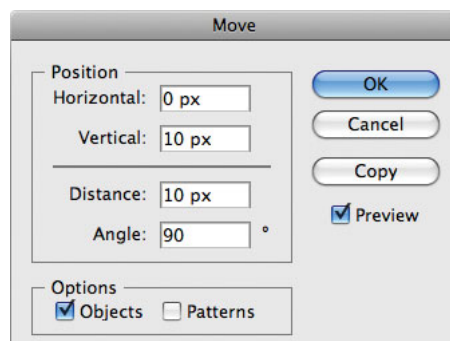 Move
Position
Horizontal: 0 px
Vertical: 10 px
Distance: 10 px
Angle: 90 °
Options
Objects Patterns
OK
Cancel
Copy
Preview